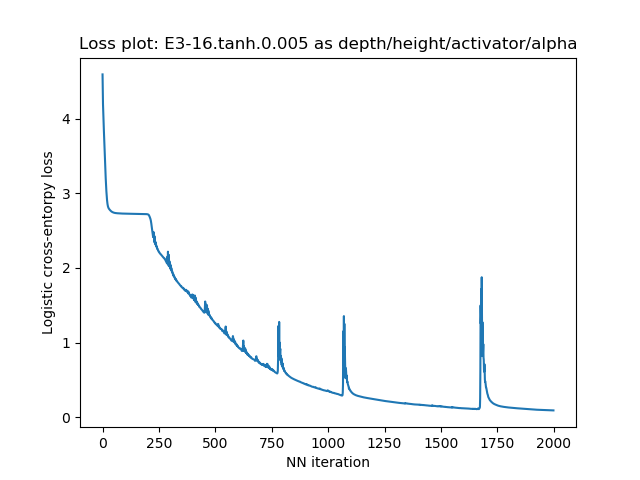 Loss plot: E3-16.tanh.0.005 as depth/height/activator/alpha
Logistic cross-entorpy loss
4
3
2
1
0
0 250 500 750 1000 1250 1500 1750 2000
NN iteration